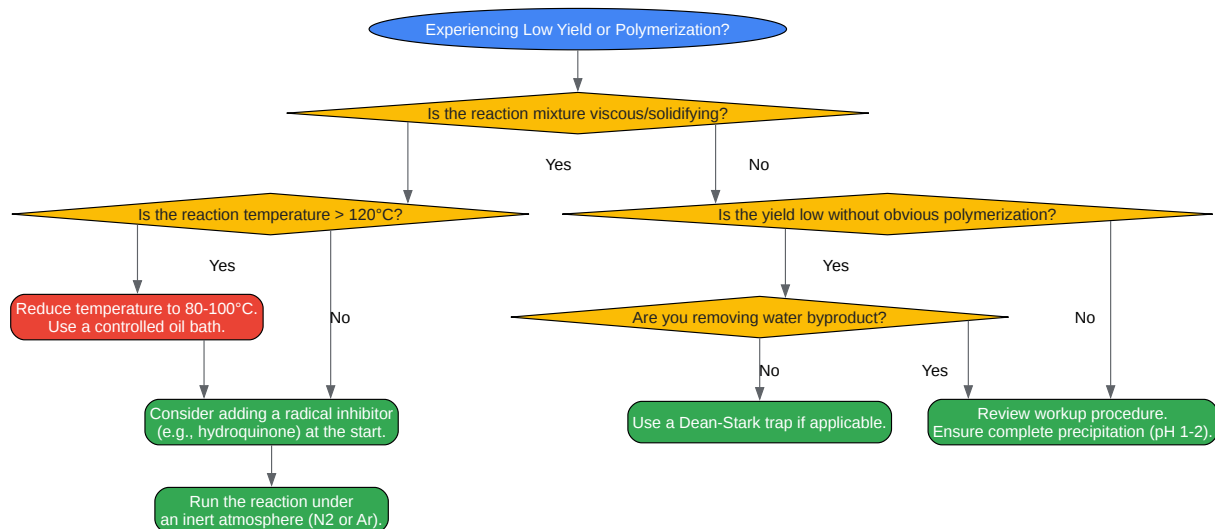 Experiencing Low Yield or Polymerization?
Is the reaction mixture viscous/solidifying?
Yes
No
Is the reaction temperature > 120°C?
Is the yield low without obvious polymerization?
Yes
Yes
Reduce temperature to 80-100°C.
Use a controlled oil bath.
No
Are you removing water byproduct?
No
No
Yes
Consider adding a radical inhibitor
(e.g., hydroquinone) at the start.
Use a Dean-Stark trap if applicable.
Review workup procedure.
Ensure complete precipitation (pH 1-2).
Run the reaction under
an inert atmosphere (N2 or Ar).